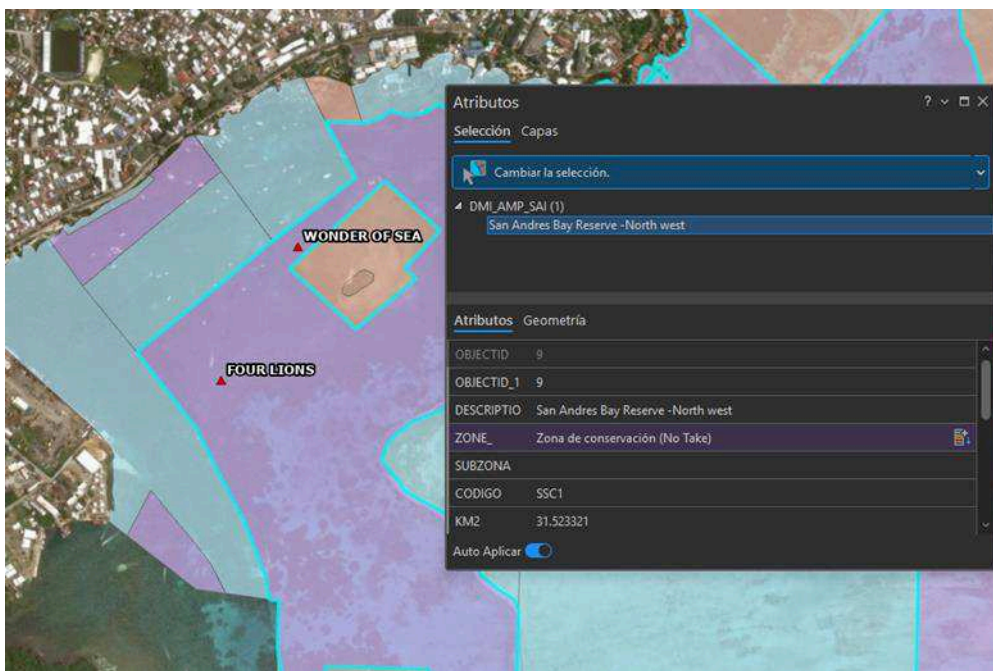 WONDER OF SEA
FOUR LIONS
Atributos
?
Selección Capas
Cambiar la selección.
DMI_AMP_SAI (1)
San Andres Bay Reserve -North west
Atributos Geometría
OBJECTID 9
OBJECTID_1 9
DESCRIPTIO San Andres Bay Reserve -North west
ZONE_ Zona de conservación (No Take)
SUBZONA
CODIGO SSC1
KM2 31.523321
Auto Aplicar